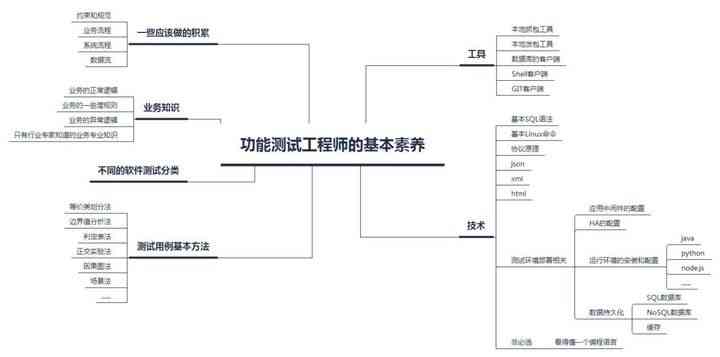 功能测试工程师的基本素养
一些应该做的积累
约束和规范
业务流程
系统流程
数据流
业务知识
业务的正常逻辑
业务的一些潜规则
业务的异常逻辑
只有行业专家知道的业务专业知识
不同的软件测试分类
测试用例基本方法
等价类划分法
边界值分析法
判定表法
正交实验法
因果图法
场景法
......
工具
本地抓包工具
本地发包工具
数据库的客户端
Shell客户端
GIT客户端
技术
基本SQL语法
基本Linux命令
协议原理
json
xml
html
测试环境部署相关
应用中间件的配置
HA的配置
运行环境的安装和配置
java
python
node.js
......
数据持久化
SQL数据库
NoSQL数据库
缓存
非必选
看得懂一个编程语言